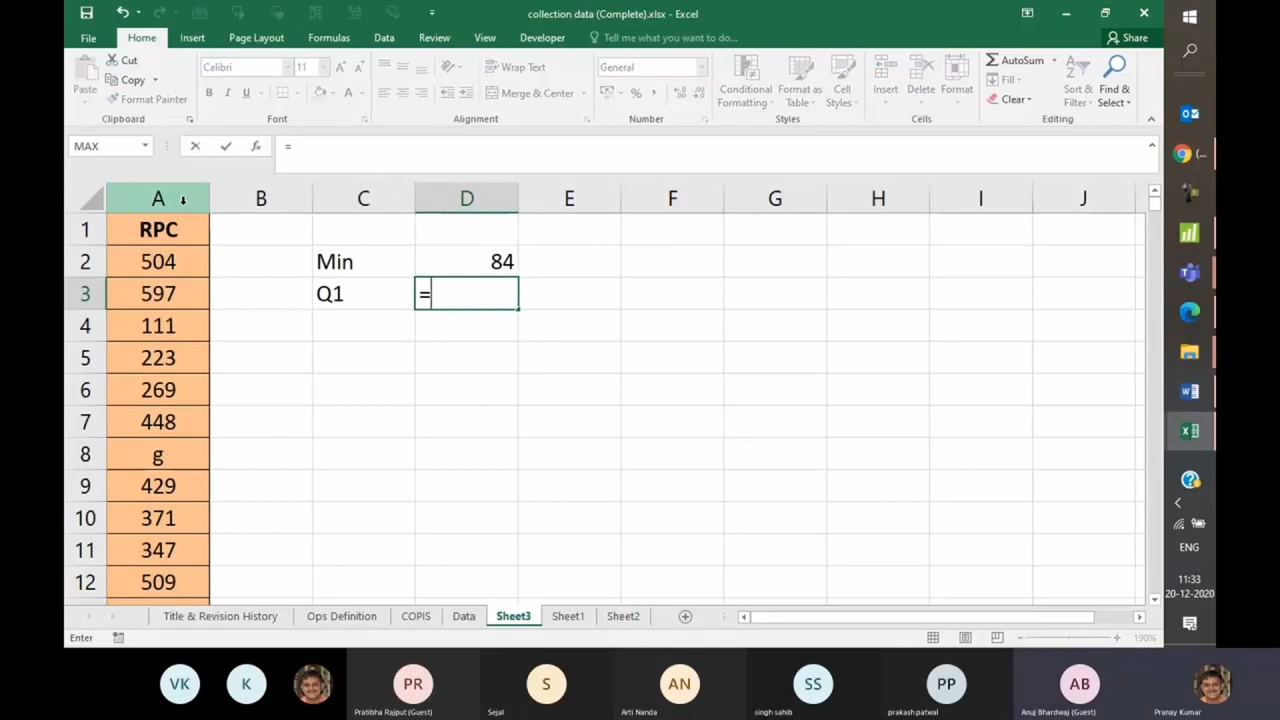 collection data (Complete).xlsx - Excel
File Home Insert Page Layout Formulas Data Review View Developer Tell me what you want to do... Share
Paste Cut Copy Format Painter
Calibri 11 A A
B I U A
Wrap Text
Merge & Center
General
% ,
Conditional Formatting Format as Table Cell Styles
Insert Delete Format
AutoSum Fill Clear Sort & Filter Find & Select
Clipboard Font Alignment Number Styles Cells Editing
MAX fx =
A B C D E F G H I J
1 RPC
2 504 Min 84
3 597 Q1 =
4 111
5 223
6 269
7 448
8 g
9 429
10 371
11 347
12 509
Title & Revision History Ops Definition COPIS Data Sheet3 Sheet1 Sheet2
Enter 190%
(...
ENG
11:33
20-12-2020
VK K PR S AN SS PP AB
Pratibha Rajput (Guest) Sejal Arti Nanda singh sahib prakash patwal Anuj Bhardwaj (Guest) Pranay Kumar